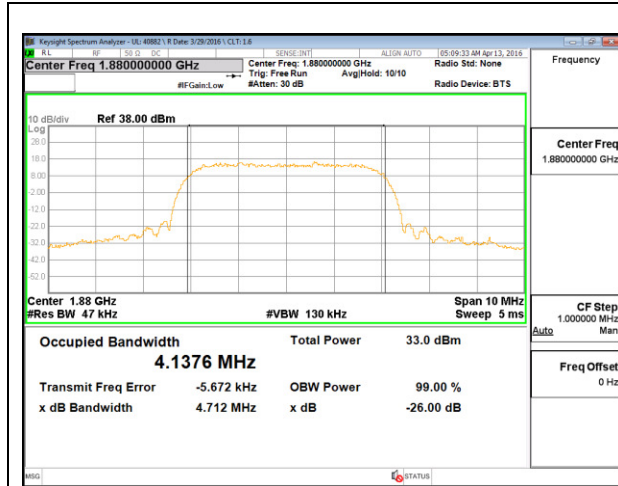 Keysight Spectrum Analyzer - UL: 40882 \ R Date: 3/29/2016 \ CLT: 1.6
RL RF 50 Ω DC SENSE:INT ALIGN AUTO 05:09:33 AM Apr 13, 2016
Center Freq 1.880000000 GHz Center Freq: 1.880000000 GHz Radio Std: None
Trig: Free Run Avg|Hold: 10/10
#IFGain:Low #Atten: 30 dB Radio Device: BTS
Frequency
10 dB/div Ref 38.00 dBm
Log
28.0
18.0
8.00
-2.00
-12.0
-22.0
-32.0
-42.0
-52.0
Center 1.88 GHz Span 10 MHz
#Res BW 47 kHz #VBW 130 kHz Sweep 5 ms
Center Freq
1.880000000 GHz
CF Step
1.000000 MHz
Auto Man
Freq Offset
0 Hz
Occupied Bandwidth Total Power 33.0 dBm
4.1376 MHz
Transmit Freq Error -5.672 kHz OBW Power 99.00 %
x dB Bandwidth 4.712 MHz x dB -26.00 dB
MSG STATUS